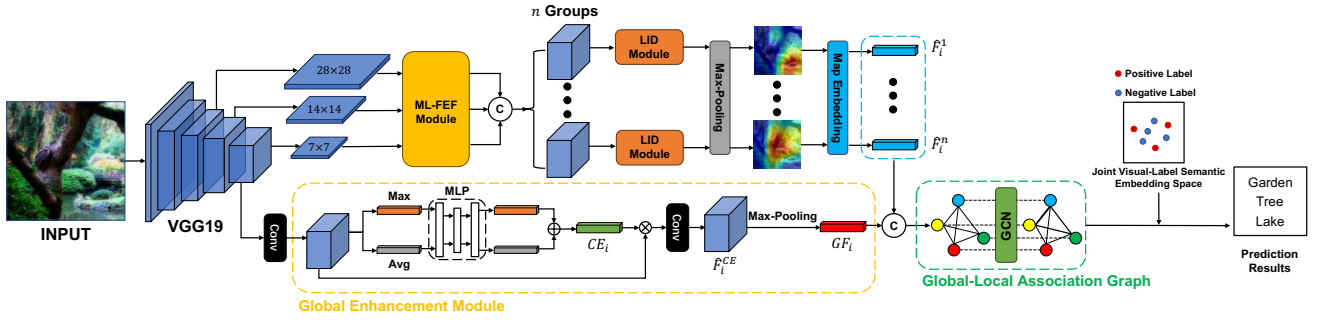 n Groups
28×28
14×14
7×7
ML-FEF
Module
C
LID
Module
LID
Module
Max-Pooling
Map Embedding
F̂_i^1
F̂_i^n
INPUT
VGG19
Conv
Max
Avg
MLP
CE_i
Conv
F̂_i^{CE}
Max-Pooling
GF_i
Global Enhancement Module
C
GCN
Global-Local Association Graph
Positive Label
Negative Label
Joint Visual-Label Semantic
Embedding Space
Garden
Tree
Lake
Prediction
Results